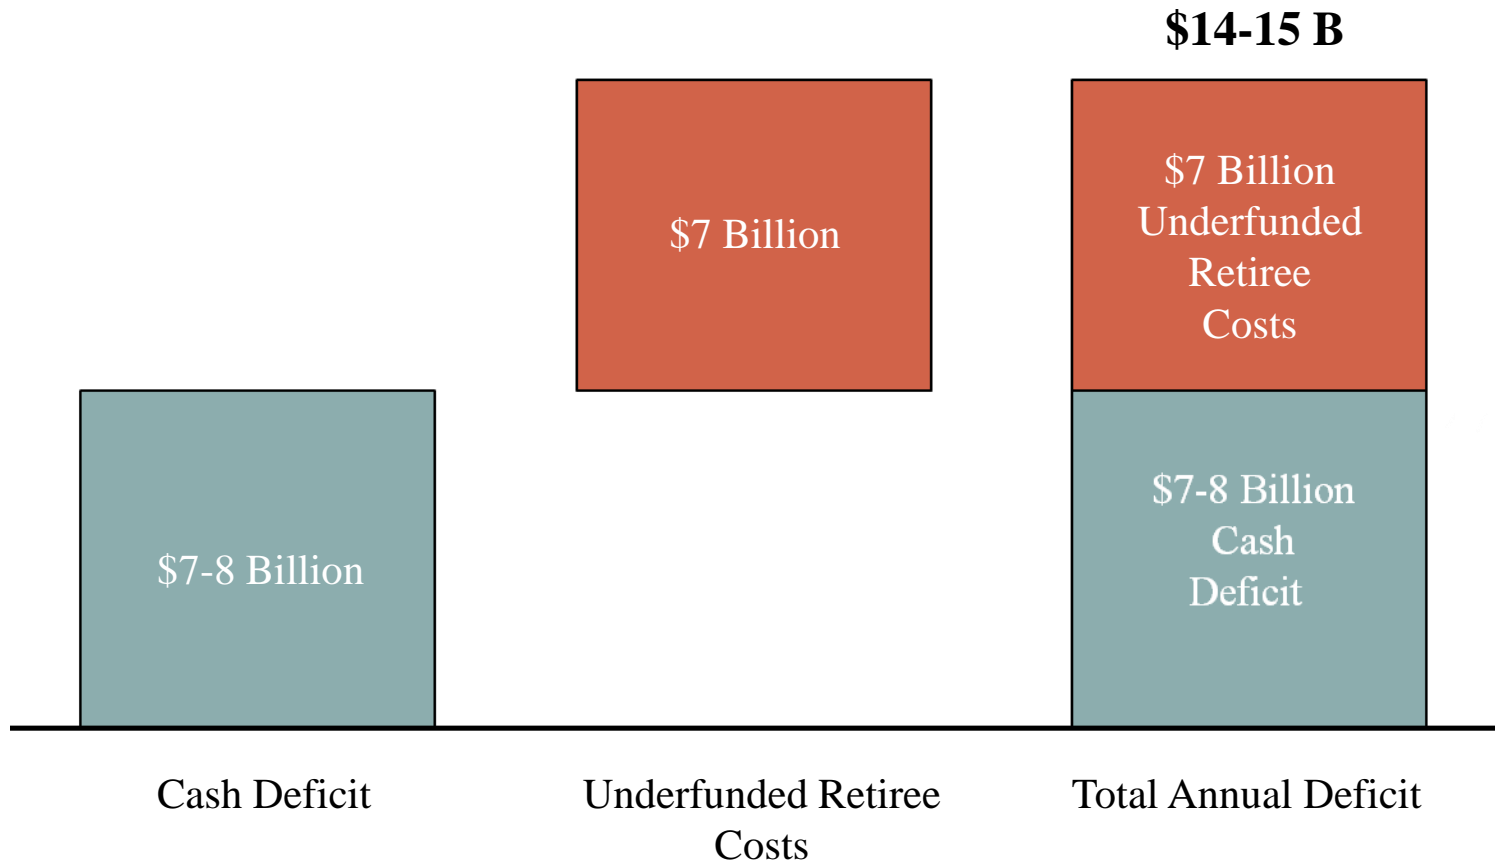 $14-15 B
$7 Billion
Underfunded
Retiree
Costs
$7 Billion
$7-8 Billion
Cash
Deficit
$7-8 Billion
Cash Deficit
Underfunded Retiree
Costs
Total Annual Deficit